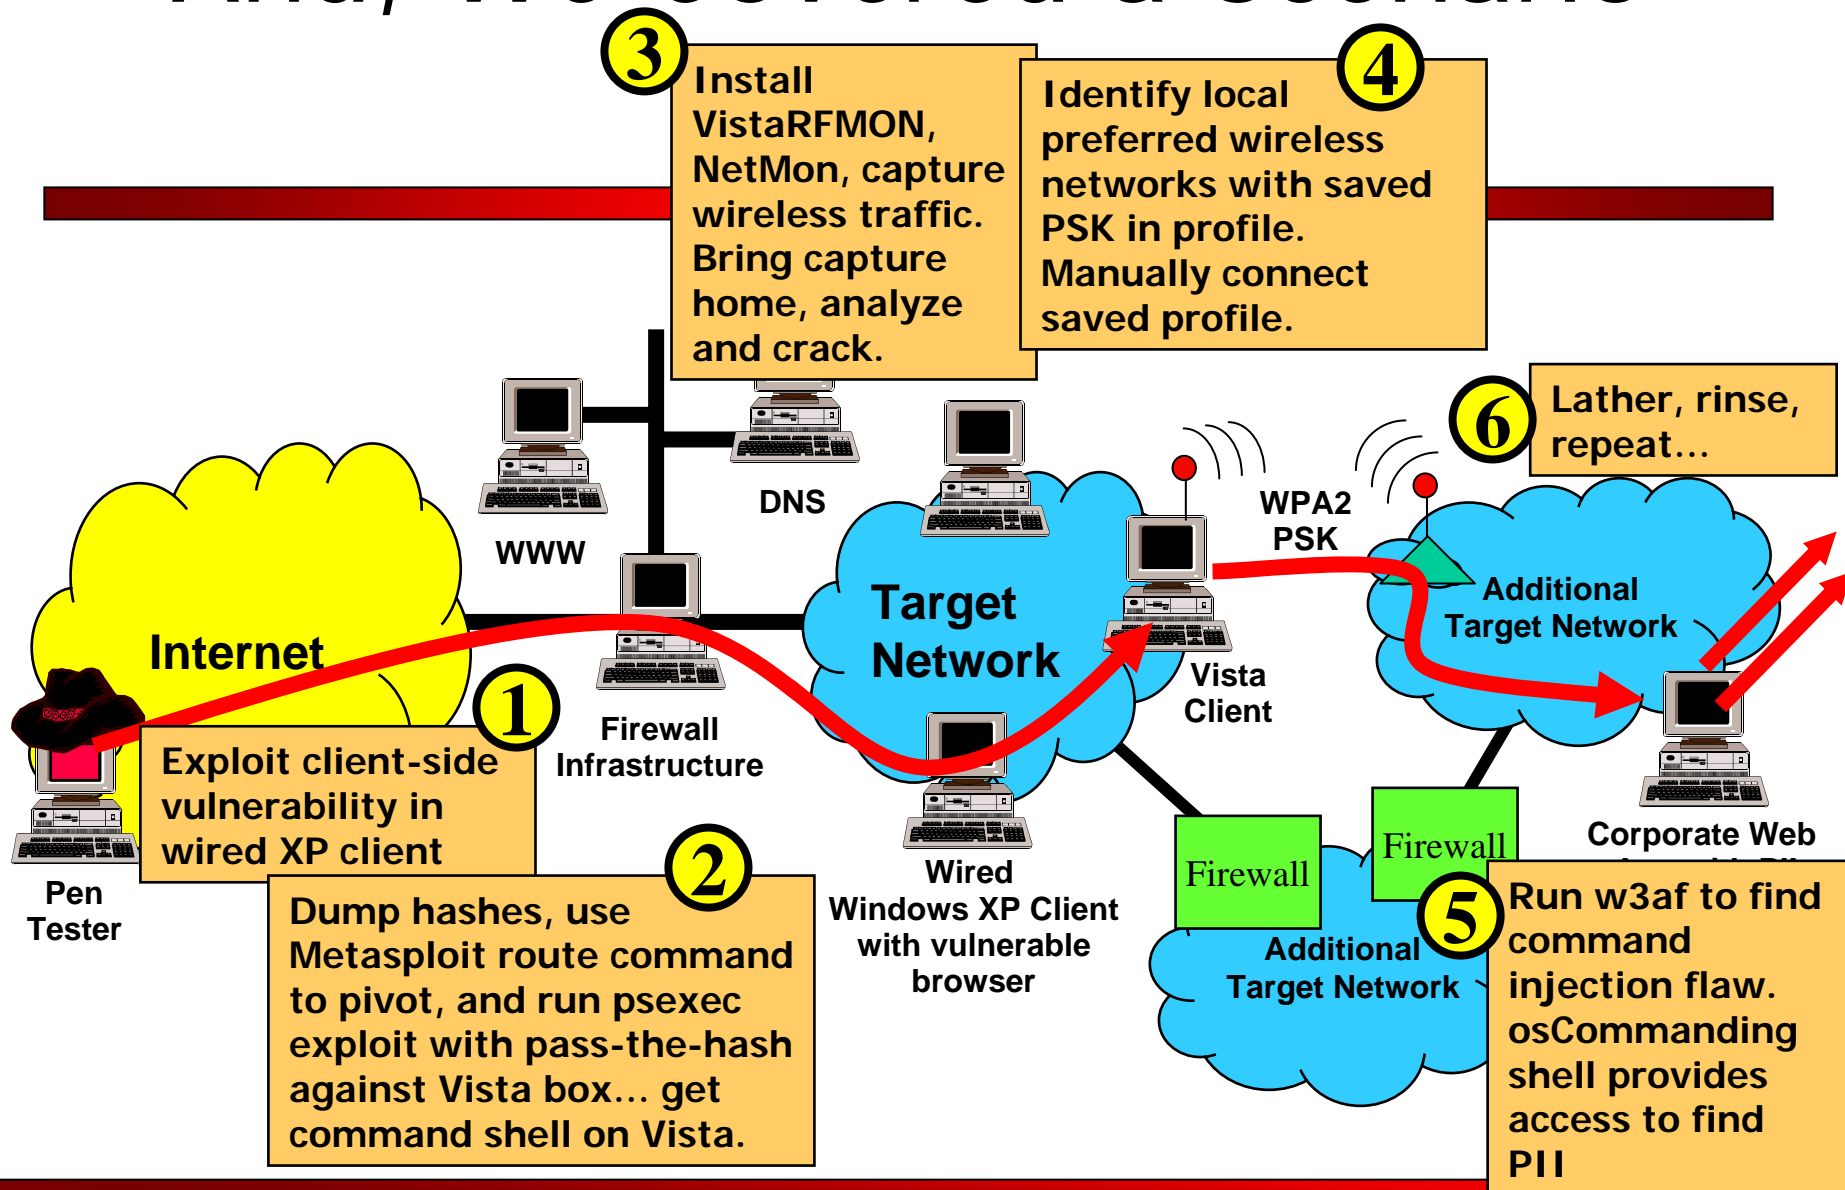 3
Install
VistaRFMON,
NetMon, capture
wireless traffic.
Bring capture
home, analyze
and crack.
4
Identify local
preferred wireless
networks with saved
PSK in profile.
Manually connect
saved profile.
6
Lather, rinse,
repeat...
WWW
DNS
WPA2
PSK
Internet
Target
Network
Additional
Target Network
Vista
Client
Firewall
Infrastructure
1
Exploit client-side
vulnerability in
wired XP client
Pen
Tester
2
Dump hashes, use
Metasploit route command
to pivot, and run psexec
exploit with pass-the-hash
against Vista box... get
command shell on Vista.
Wired
Windows XP Client
with vulnerable
browser
Firewall
Firewall
Additional
Target Network
Corporate Web
5
Run w3af to find
command
injection flaw.
osCommanding
shell provides
access to find
PII